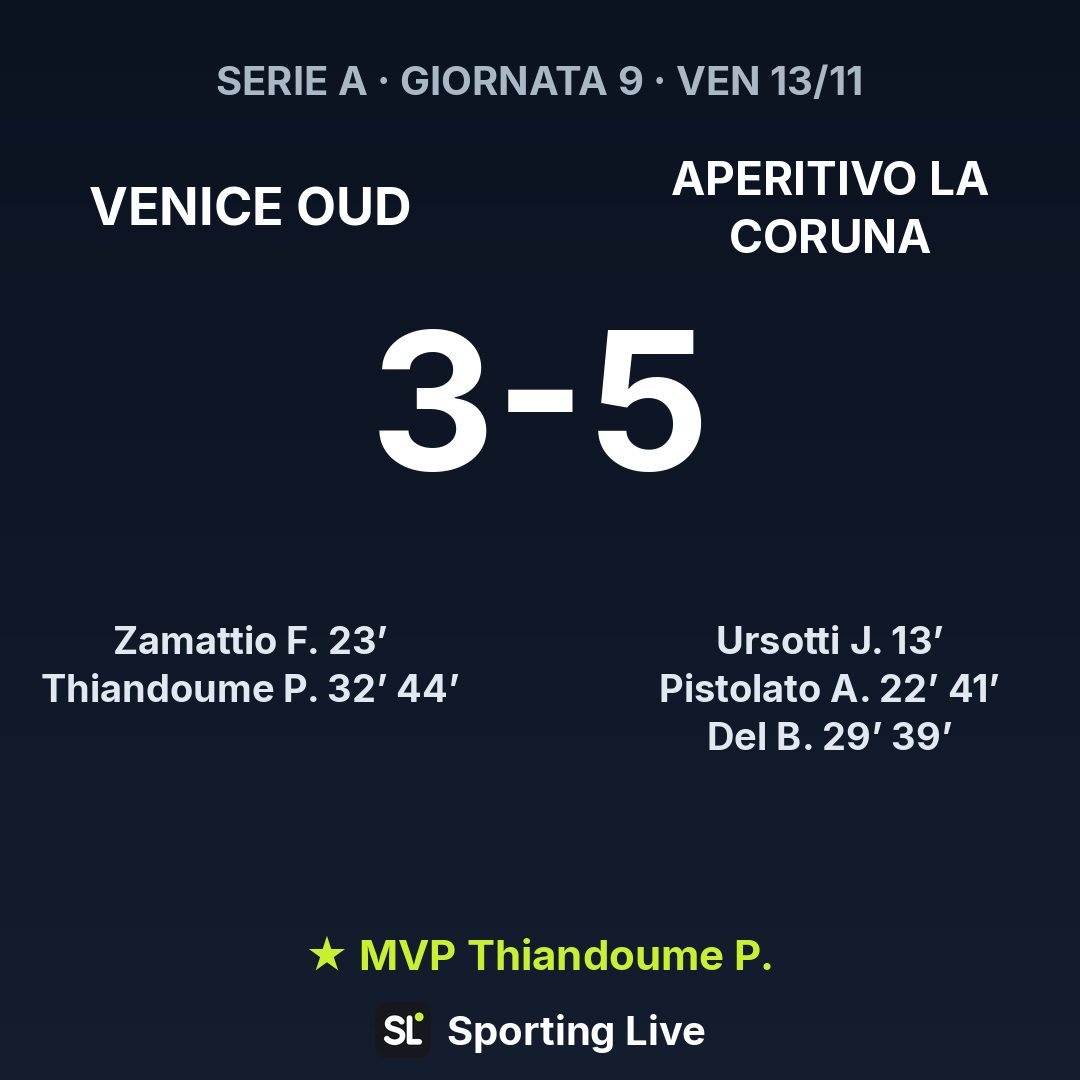 SERIE A · GIORNATA 9 · VEN 13/11
VENICE OUD
APERITIVO LA
CORUNA
3-5
Zamattio F. 23’
Thiandoume P. 32’ 44’
Ursotti J. 13’
Pistolato A. 22’ 41’
Del B. 29’ 39’
★ MVP Thiandoume P.
SL Sporting Live